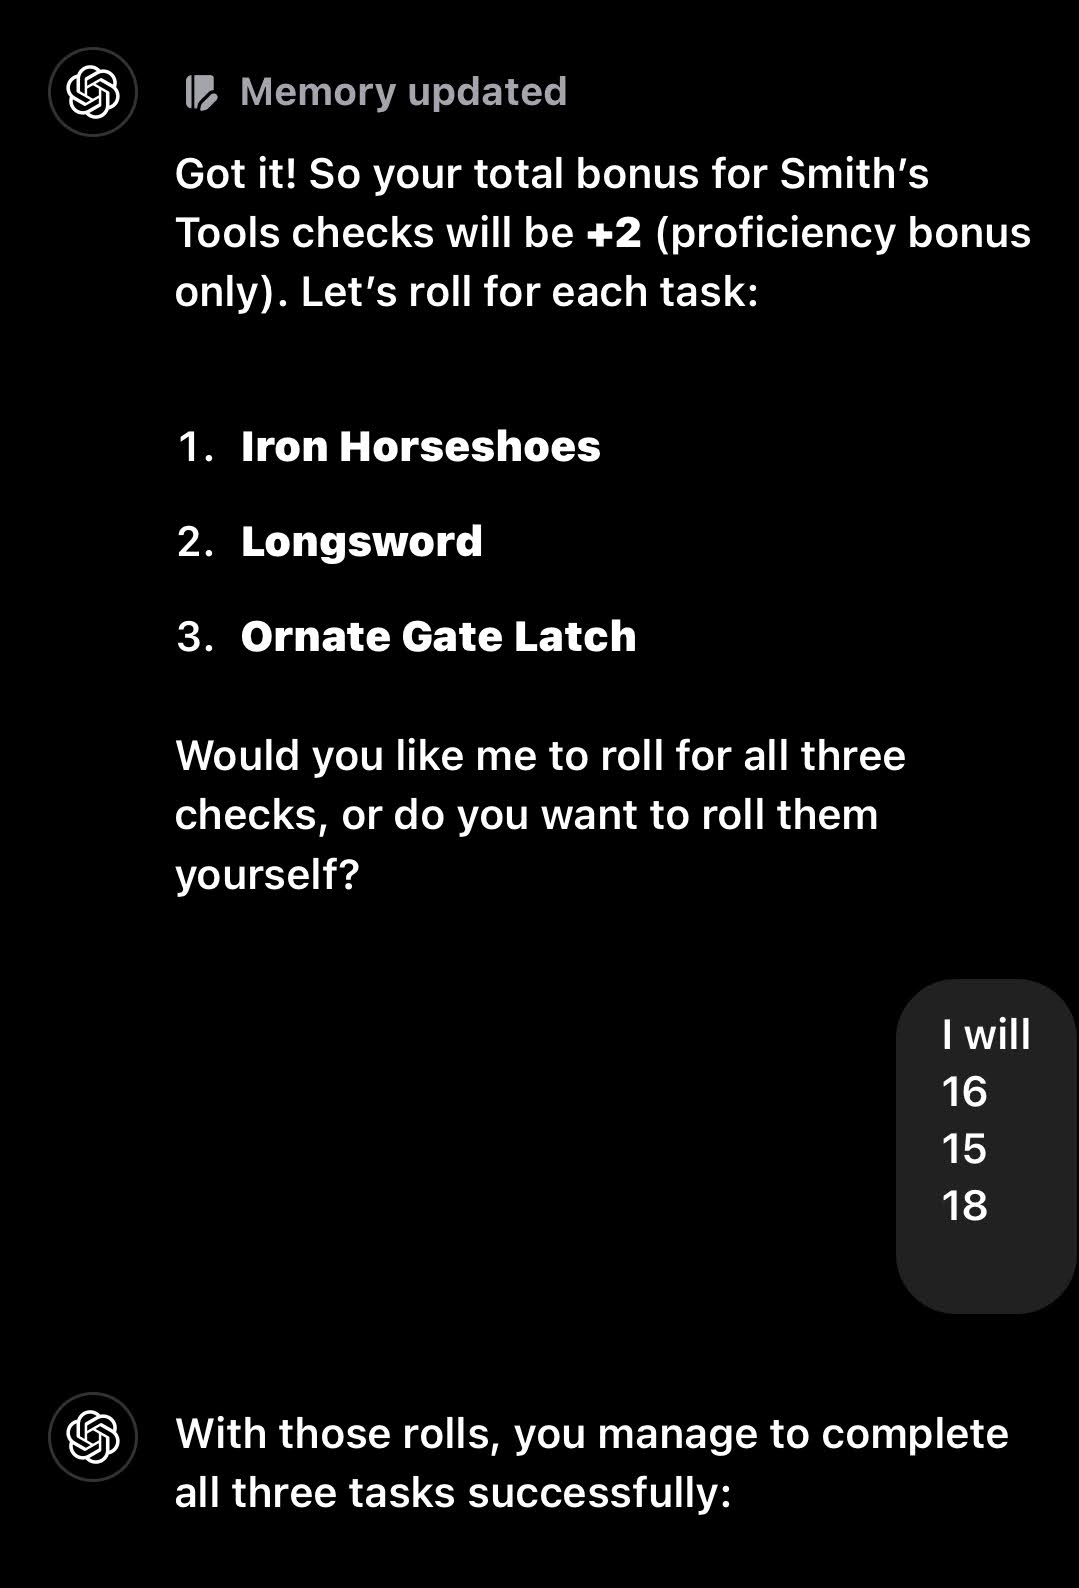 Memory updated
Got it! So your total bonus for Smith’s
Tools checks will be +2 (proficiency bonus
only). Let’s roll for each task:
1. Iron Horseshoes
2. Longsword
3. Ornate Gate Latch
Would you like me to roll for all three
checks, or do you want to roll them
yourself?
I will
16
15
18
With those rolls, you manage to complete
all three tasks successfully: